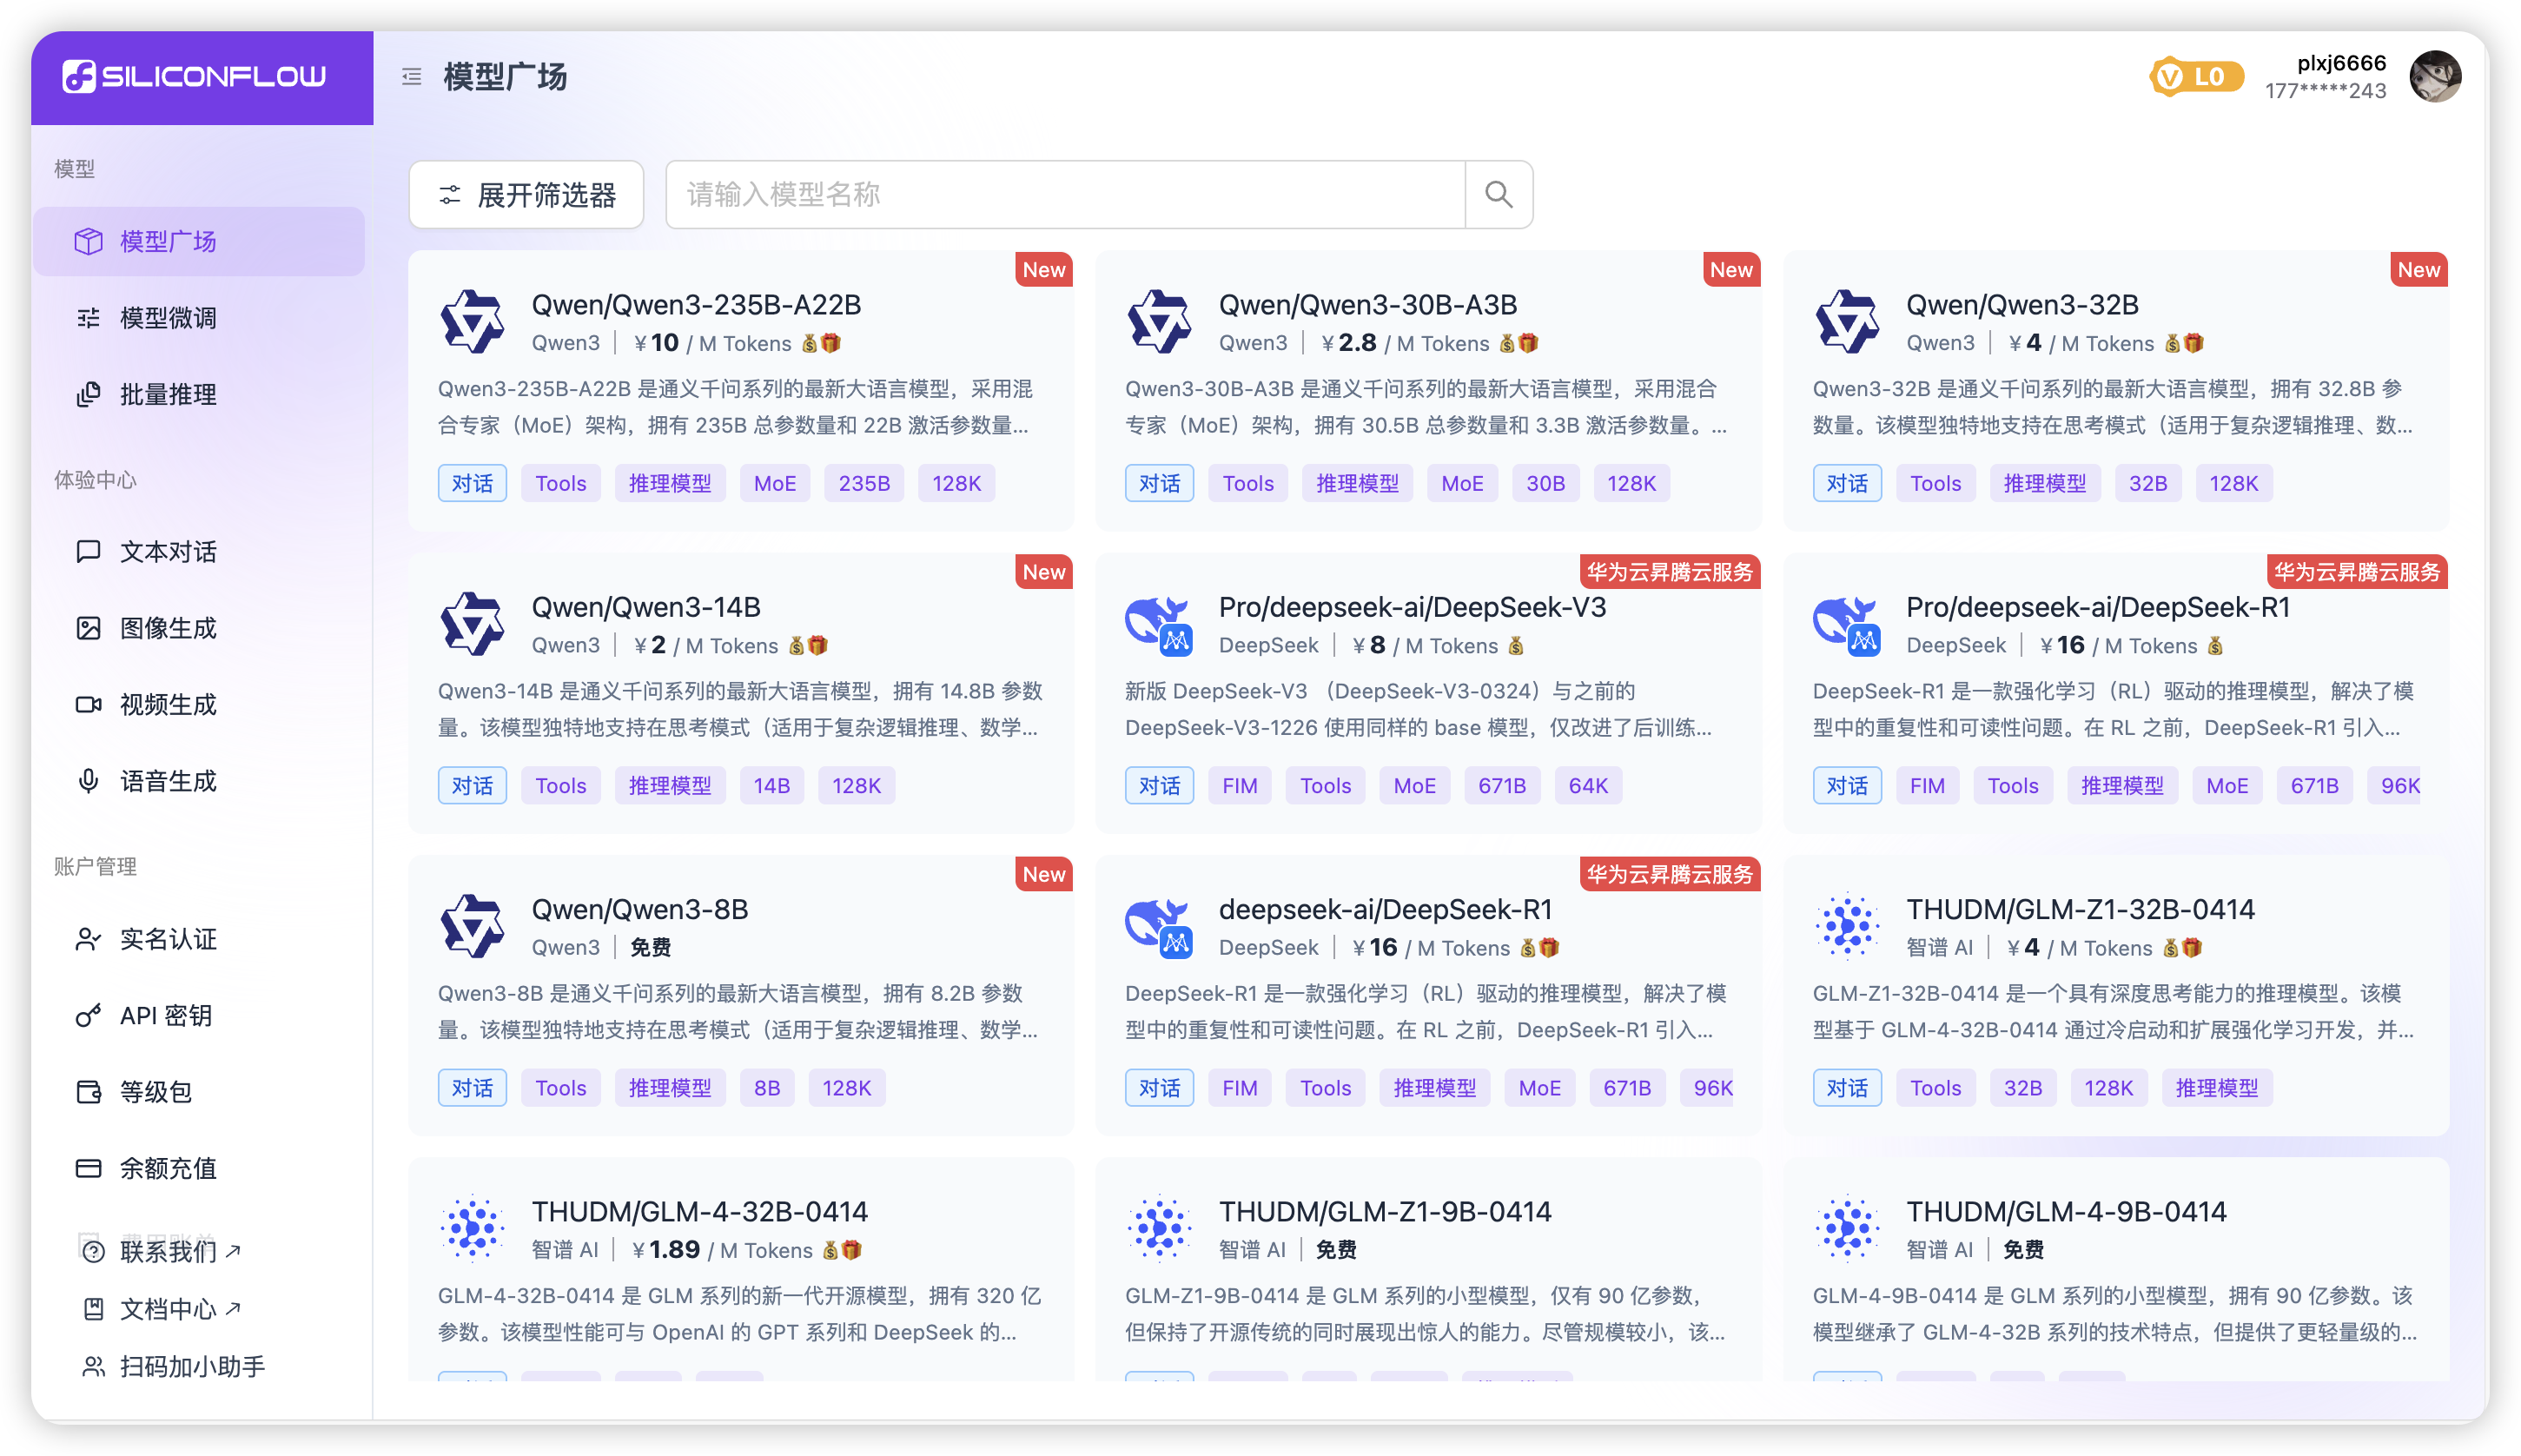 SILICONFLOW
模型
模型广场
模型微调
批量推理
体验中心
文本对话
图像生成
视频生成
语音生成
账户管理
实名认证
API 密钥
等级包
余额充值
联系我们
文档中心
扫码加小助手
模型广场
L0
plxj6666
177*****243
展开筛选器
请输入模型名称
New
Qwen/Qwen3-235B-A22B
Qwen3 | ￥10 / M Tokens
Qwen3-235B-A22B 是通义千问系列的最新大语言模型，采用混
合专家（MoE）架构，拥有 235B 总参数量和 22B 激活参数量...
对话 Tools 推理模型 MoE 235B 128K
New
Qwen/Qwen3-30B-A3B
Qwen3 | ￥2.8 / M Tokens
Qwen3-30B-A3B 是通义千问系列的最新大语言模型，采用混合
专家（MoE）架构，拥有 30.5B 总参数量和 3.3B 激活参数量。...
对话 Tools 推理模型 MoE 30B 128K
New
Qwen/Qwen3-32B
Qwen3 | ￥4 / M Tokens
Qwen3-32B 是通义千问系列的最新大语言模型，拥有 32.8B 参
数量。该模型独特地支持在思考模式（适用于复杂逻辑推理、数...
对话 Tools 推理模型 32B 128K
New
Qwen/Qwen3-14B
Qwen3 | ￥2 / M Tokens
Qwen3-14B 是通义千问系列的最新大语言模型，拥有 14.8B 参数
量。该模型独特地支持在思考模式（适用于复杂逻辑推理、数学...
对话 Tools 推理模型 14B 128K
华为云昇腾云服务
Pro/deepseek-ai/DeepSeek-V3
DeepSeek | ￥8 / M Tokens
新版 DeepSeek-V3 （DeepSeek-V3-0324）与之前的
DeepSeek-V3-1226 使用同样的 base 模型，仅改进了后训练...
对话 FIM Tools MoE 671B 64K
华为云昇腾云服务
Pro/deepseek-ai/DeepSeek-R1
DeepSeek | ￥16 / M Tokens
DeepSeek-R1 是一款强化学习（RL）驱动的推理模型，解决了模
型中的重复性和可读性问题。在 RL 之前，DeepSeek-R1 引入...
对话 FIM Tools 推理模型 MoE 671B 96K
New
Qwen/Qwen3-8B
Qwen3 | 免费
Qwen3-8B 是通义千问系列的最新大语言模型，拥有 8.2B 参数
量。该模型独特地支持在思考模式（适用于复杂逻辑推理、数学...
对话 Tools 推理模型 8B 128K
华为云昇腾云服务
deepseek-ai/DeepSeek-R1
DeepSeek | ￥16 / M Tokens
DeepSeek-R1 是一款强化学习（RL）驱动的推理模型，解决了模
型中的重复性和可读性问题。在 RL 之前，DeepSeek-R1 引入...
对话 FIM Tools 推理模型 MoE 671B 96K
THUDM/GLM-Z1-32B-0414
智谱 AI | ￥4 / M Tokens
GLM-Z1-32B-0414 是一个具有深度思考能力的推理模型。该模
型基于 GLM-4-32B-0414 通过冷启动和扩展强化学习开发，并...
对话 Tools 32B 128K 推理模型
THUDM/GLM-4-32B-0414
智谱 AI | ￥1.89 / M Tokens
GLM-4-32B-0414 是 GLM 系列的新一代开源模型，拥有 320 亿
参数。该模型性能可与 OpenAI 的 GPT 系列和 DeepSeek 的...
THUDM/GLM-Z1-9B-0414
智谱 AI | 免费
GLM-Z1-9B-0414 是 GLM 系列的小型模型，仅有 90 亿参数，
但保持了开源传统的同时展现出惊人的能力。尽管规模较小，该...
THUDM/GLM-4-9B-0414
智谱 AI | 免费
GLM-4-9B-0414 是 GLM 系列的小型模型，拥有 90 亿参数。该
模型继承了 GLM-4-32B 系列的技术特点，但提供了更轻量级的...